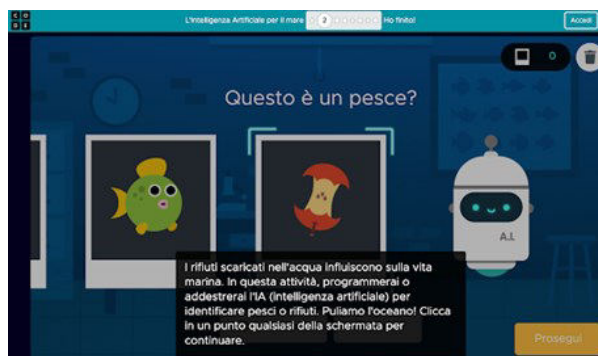 C O
D E
L'Intelligenza Artificiale per il mare
2
Ho finito!
Accedi
0
Questo è un pesce?
A.I.
I rifiuti scaricati nell'acqua influiscono sulla vita
marina. In questa attività, programmerai o
addestrerai l'IA (intelligenza artificiale) per
identificare pesci o rifiuti. Puliamo l'oceano! Clicca
in un punto qualsiasi della schermata per
continuare.
Prosegui